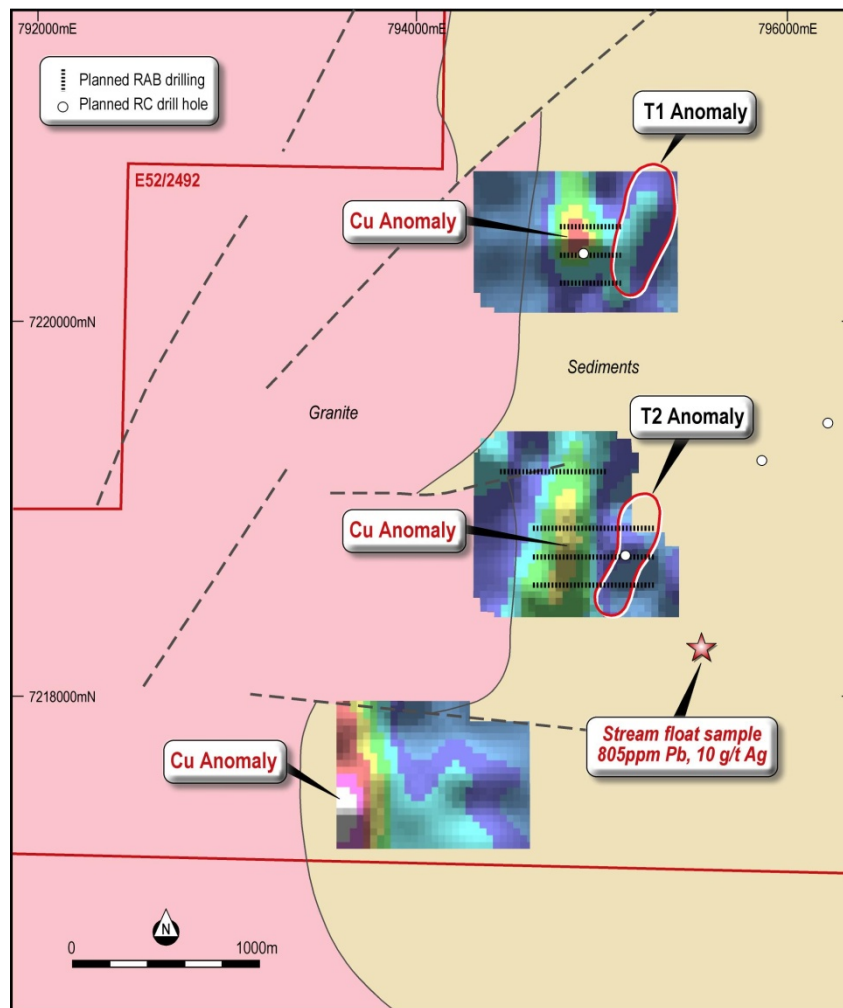 792000mE
794000mE
796000mE
Planned RAB drilling
Planned RC drill hole
T1 Anomaly
E52/2492
Cu Anomaly
7220000mN
Sediments
Granite
T2 Anomaly
Cu Anomaly
7218000mN
Stream float sample
805ppm Pb, 10 g/t Ag
Cu Anomaly
N
0
1000m